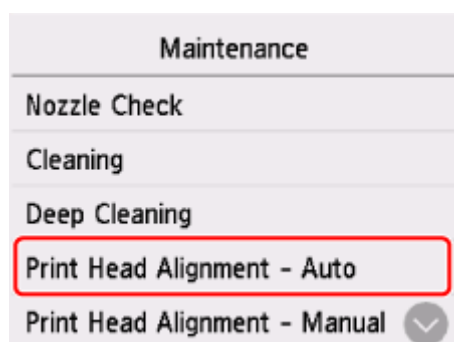 Maintenance
Nozzle Check
Cleaning
Deep Cleaning
Print Head Alignment - Auto
Print Head Alignment - Manual